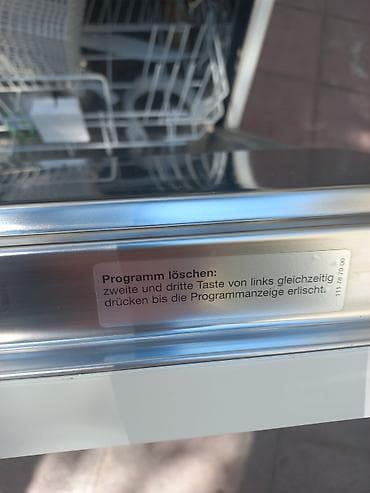 Programm löschen:
zweite und dritte Taste von links gleichzeitig
drücken bis die Programmanzeige erlischt.